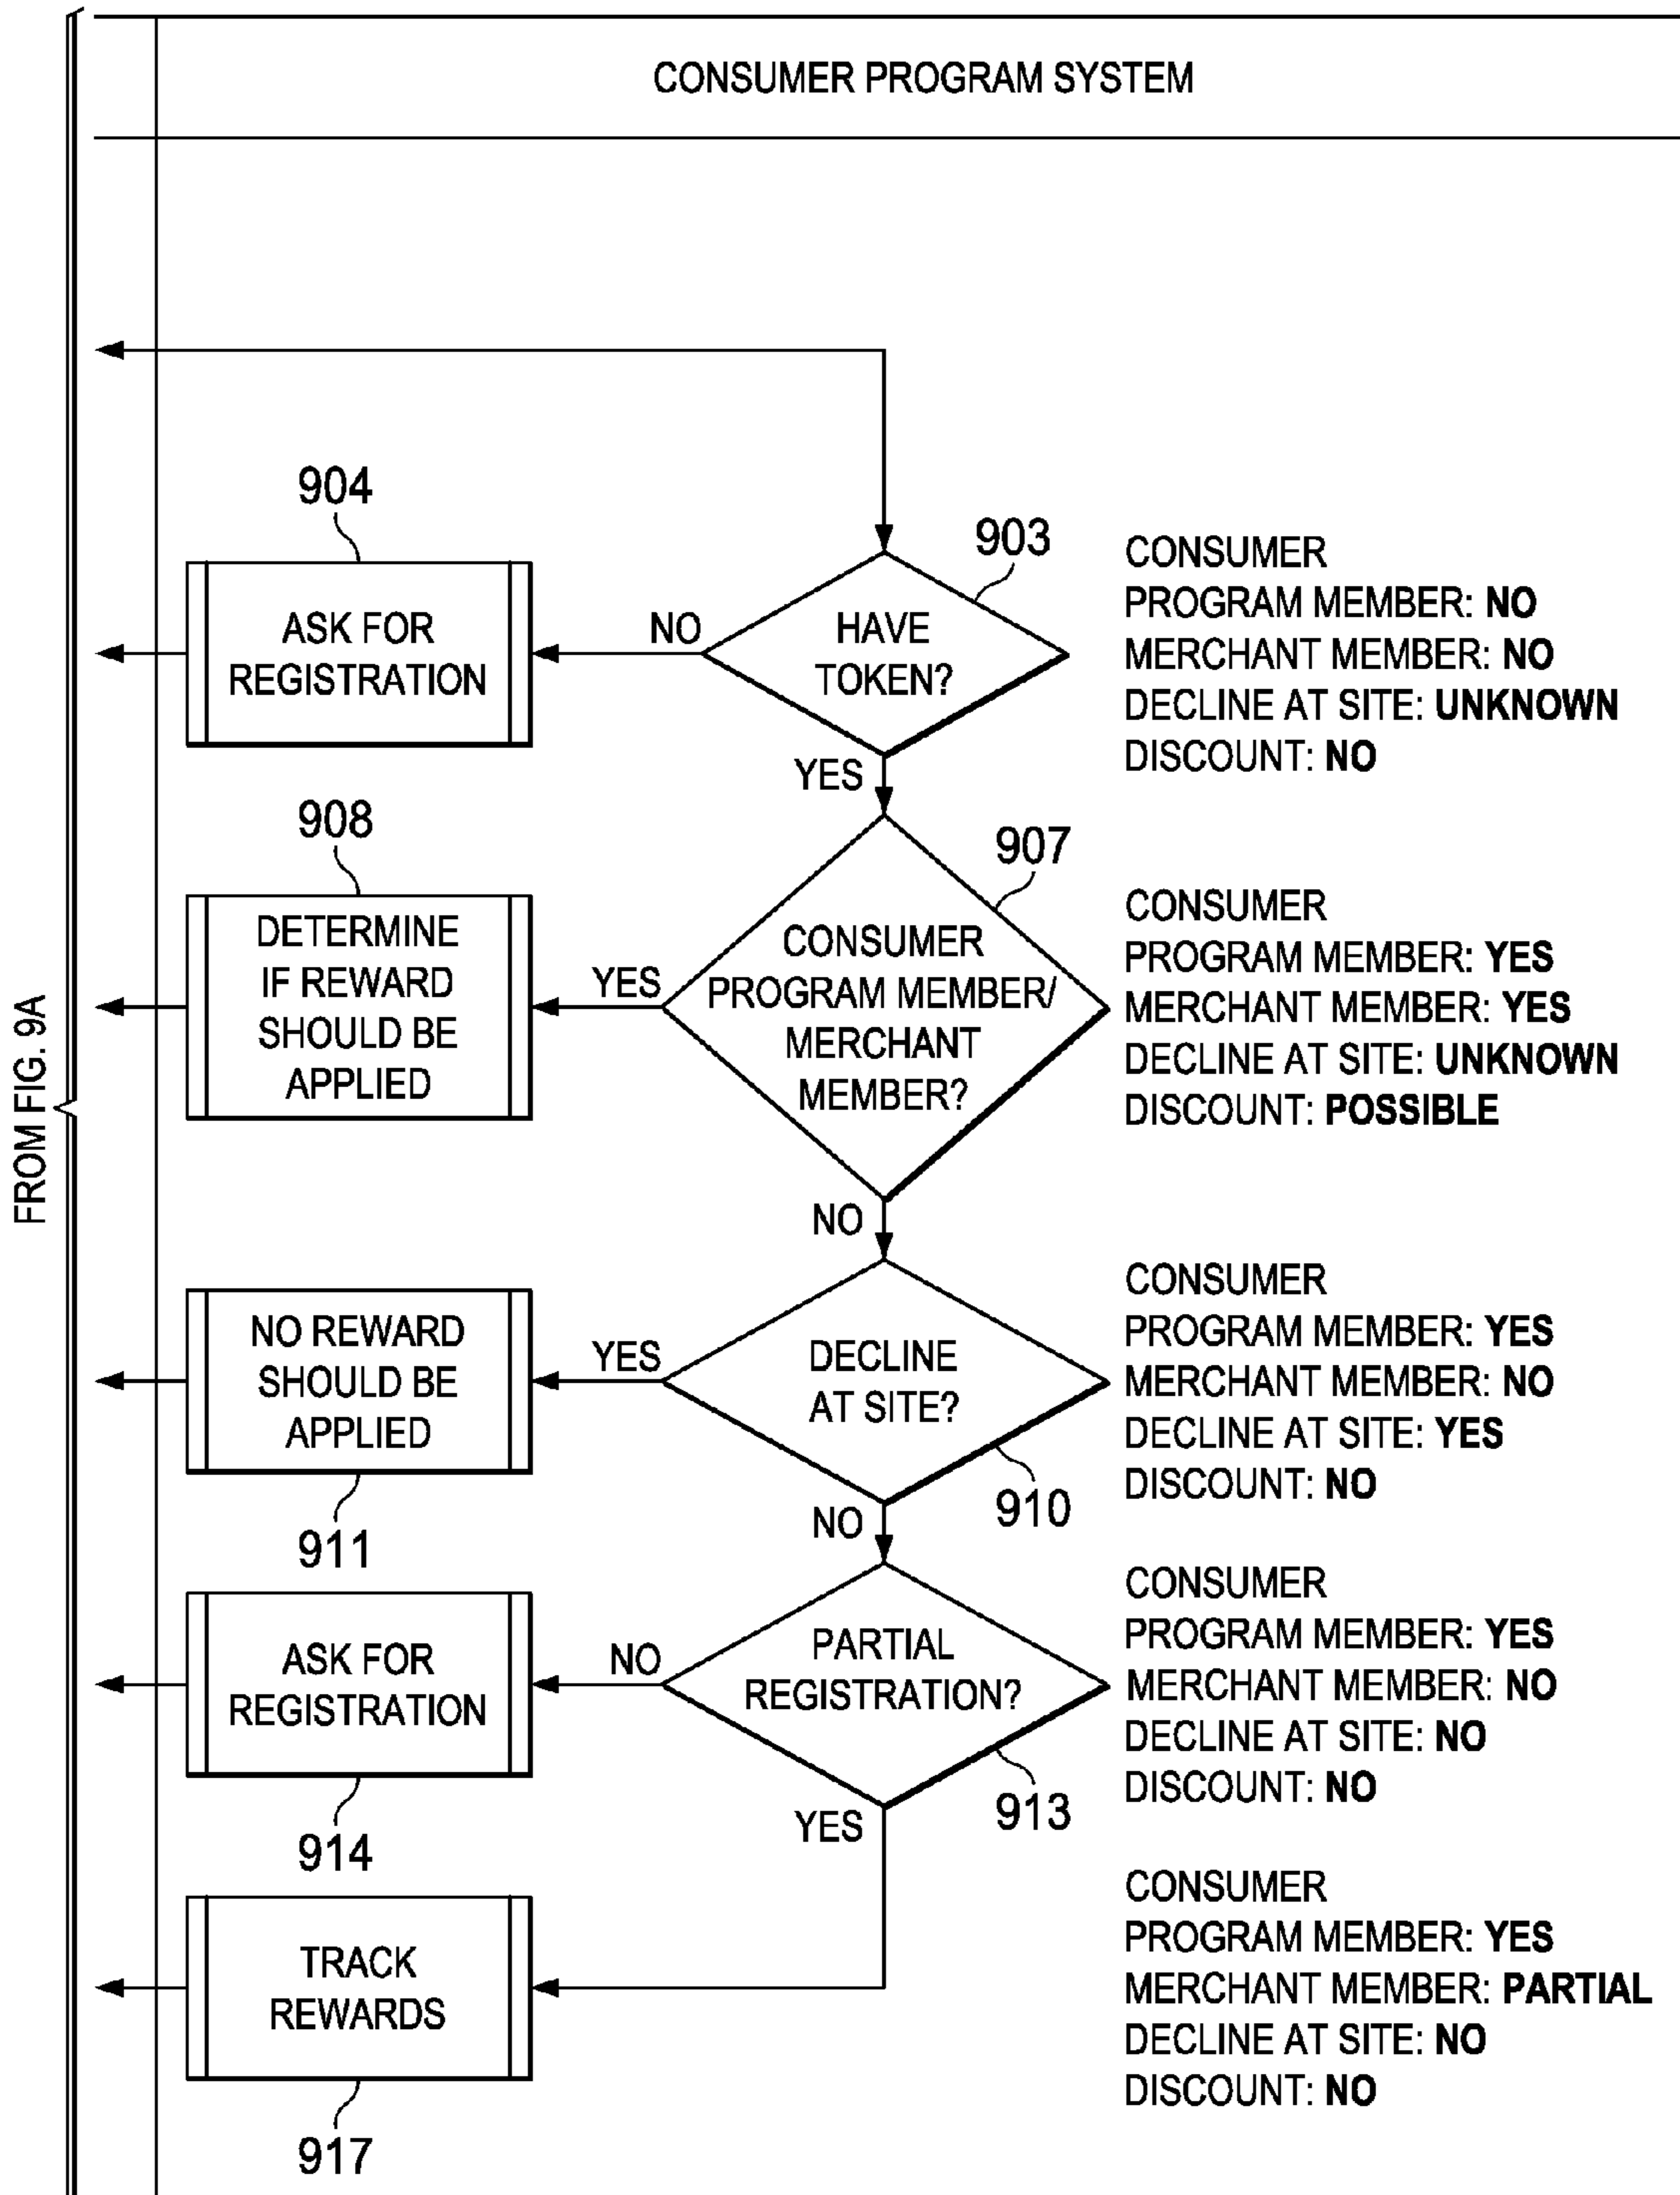 CONSUMER PROGRAM SYSTEM
904
ASK FOR
REGISTRATION
NO
903
HAVE
TOKEN?
YES
CONSUMER
PROGRAM MEMBER: NO
MERCHANT MEMBER: NO
DECLINE AT SITE: UNKNOWN
DISCOUNT: NO
908
DETERMINE
IF REWARD
SHOULD BE
APPLIED
YES
907
CONSUMER
PROGRAM MEMBER/
MERCHANT
MEMBER?
NO
CONSUMER
PROGRAM MEMBER: YES
MERCHANT MEMBER: YES
DECLINE AT SITE: UNKNOWN
DISCOUNT: POSSIBLE
FROM FIG. 9A
NO REWARD
SHOULD BE
APPLIED
911
YES
DECLINE
AT SITE?
910
NO
CONSUMER
PROGRAM MEMBER: YES
MERCHANT MEMBER: NO
DECLINE AT SITE: YES
DISCOUNT: NO
ASK FOR
REGISTRATION
914
NO
PARTIAL
REGISTRATION?
913
YES
CONSUMER
PROGRAM MEMBER: YES
MERCHANT MEMBER: NO
DECLINE AT SITE: NO
DISCOUNT: NO
TRACK
REWARDS
917
CONSUMER
PROGRAM MEMBER: YES
MERCHANT MEMBER: PARTIAL
DECLINE AT SITE: NO
DISCOUNT: NO